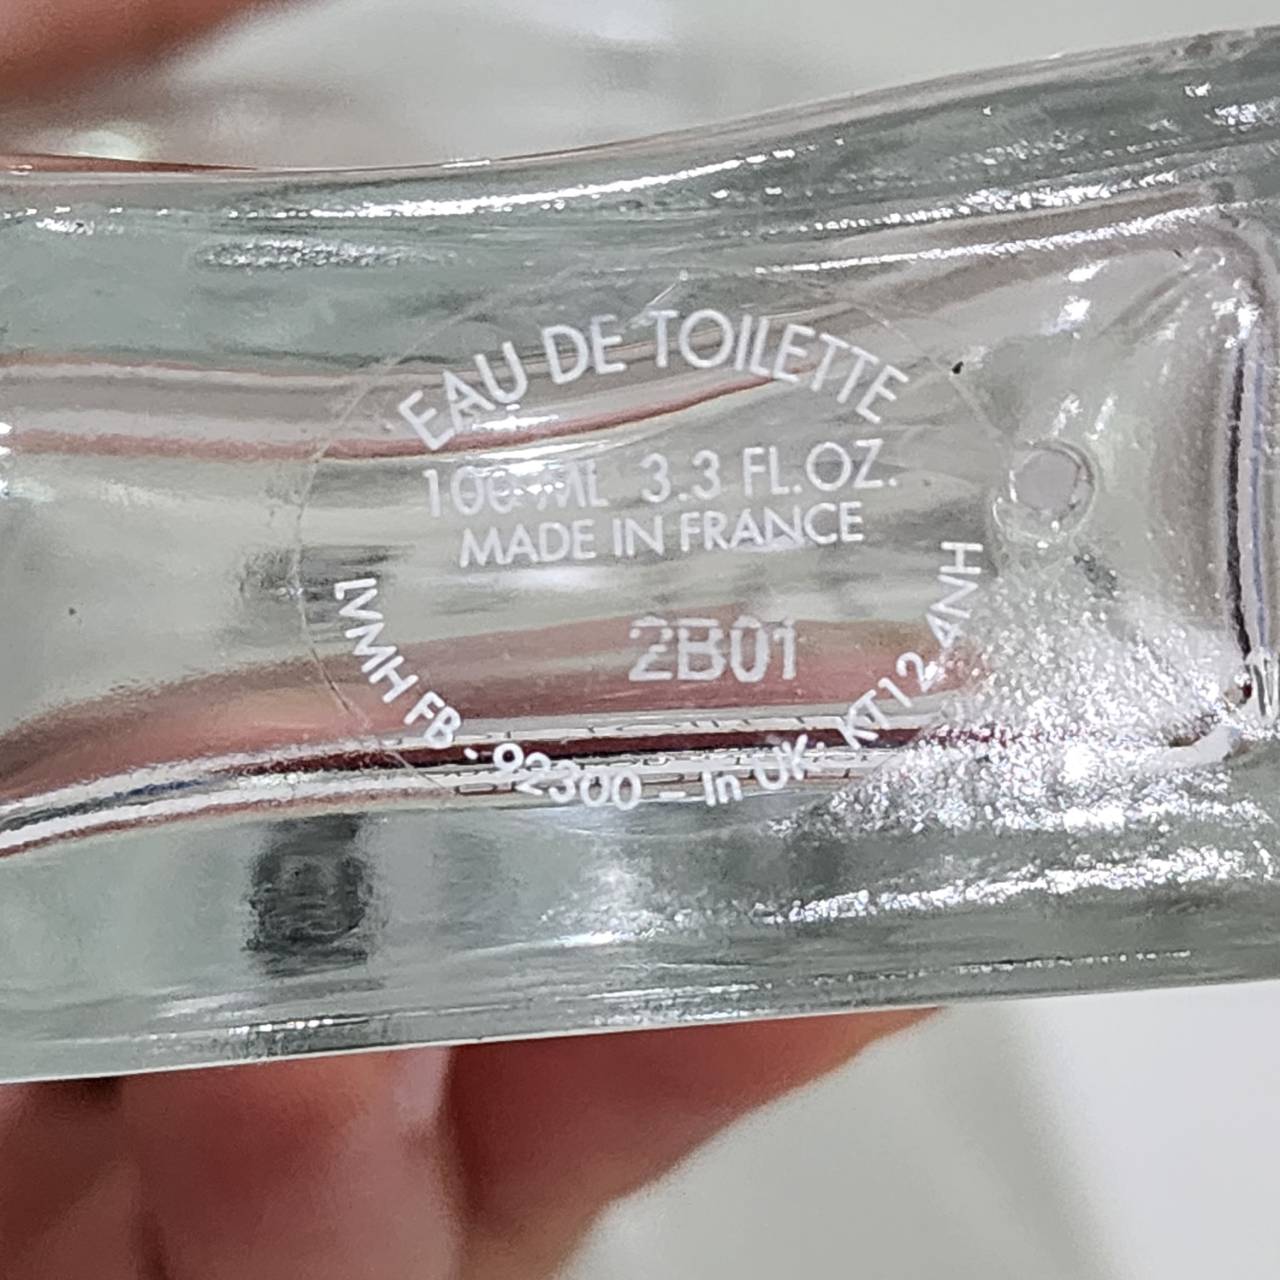 EAU DE TOILETTE
100 ML 3.3 FL.OZ.
MADE IN FRANCE
2B01
LVMH FB · 92300 – In UK: KT12 4NH